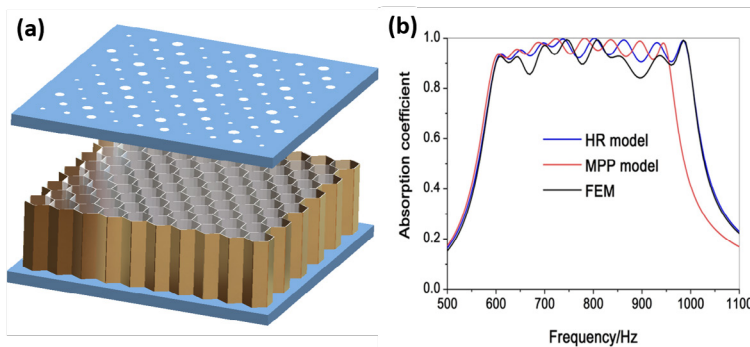 (a)
(b)
Absorption coefficient
1.0
0.8
0.6
0.4
0.2
0.0
HR model
MPP model
FEM
500
600
700
800
900
1000
1100
Frequency/Hz